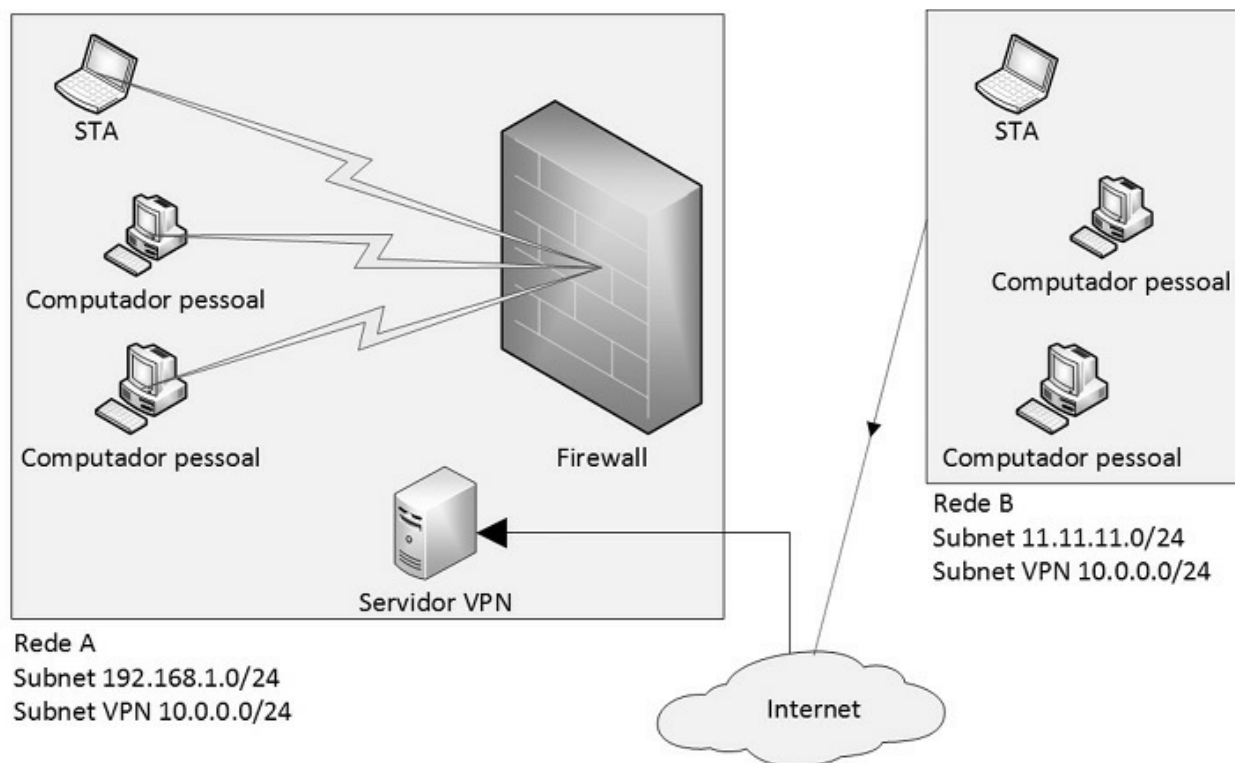 STA
Computador pessoal
Computador pessoal
Firewall
Servidor VPN
Rede A
Subnet 192.168.1.0/24
Subnet VPN 10.0.0.0/24
STA
Computador pessoal
Computador pessoal
Rede B
Subnet 11.11.11.0/24
Subnet VPN 10.0.0.0/24
Internet